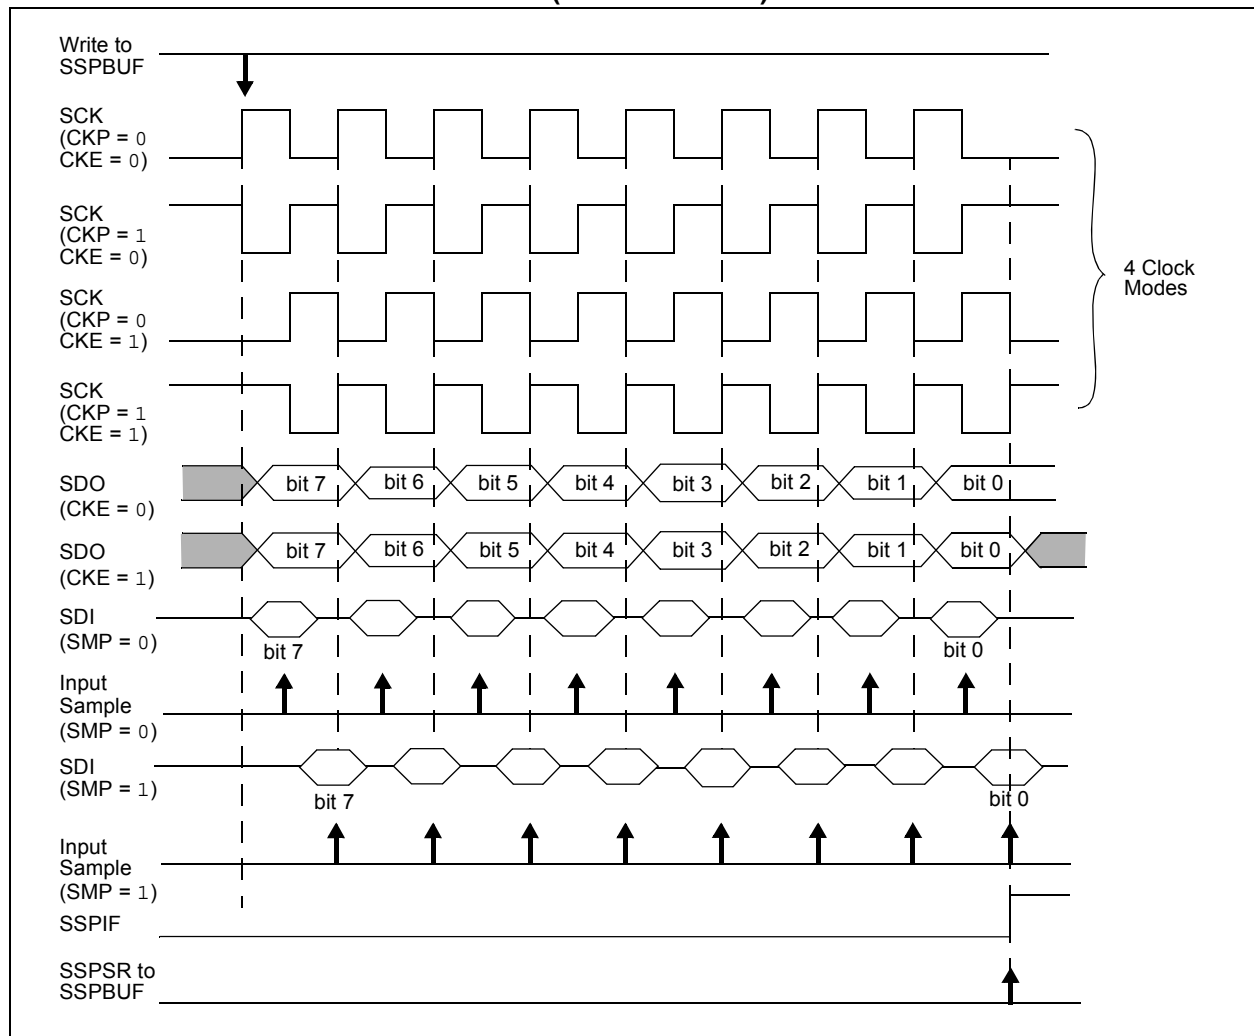 Write to
SSPBUF
SCK
(CKP = 0
CKE = 0)
SCK
(CKP = 1
CKE = 0)
4 Clock
Modes
SCK
(CKP = 0
CKE = 1)
SCK
(CKP = 1
CKE = 1)
SDO
(CKE = 0)
bit 7 bit 6 bit 5 bit 4 bit 3 bit 2 bit 1 bit 0
SDO
(CKE = 1)
bit 7 bit 6 bit 5 bit 4 bit 3 bit 2 bit 1 bit 0
SDI
(SMP = 0)
bit 7 bit 0
Input
Sample
(SMP = 0)
SDI
(SMP = 1)
bit 7 bit 0
Input
Sample
(SMP = 1)
SSPIF
SSPSR to
SSPBUF